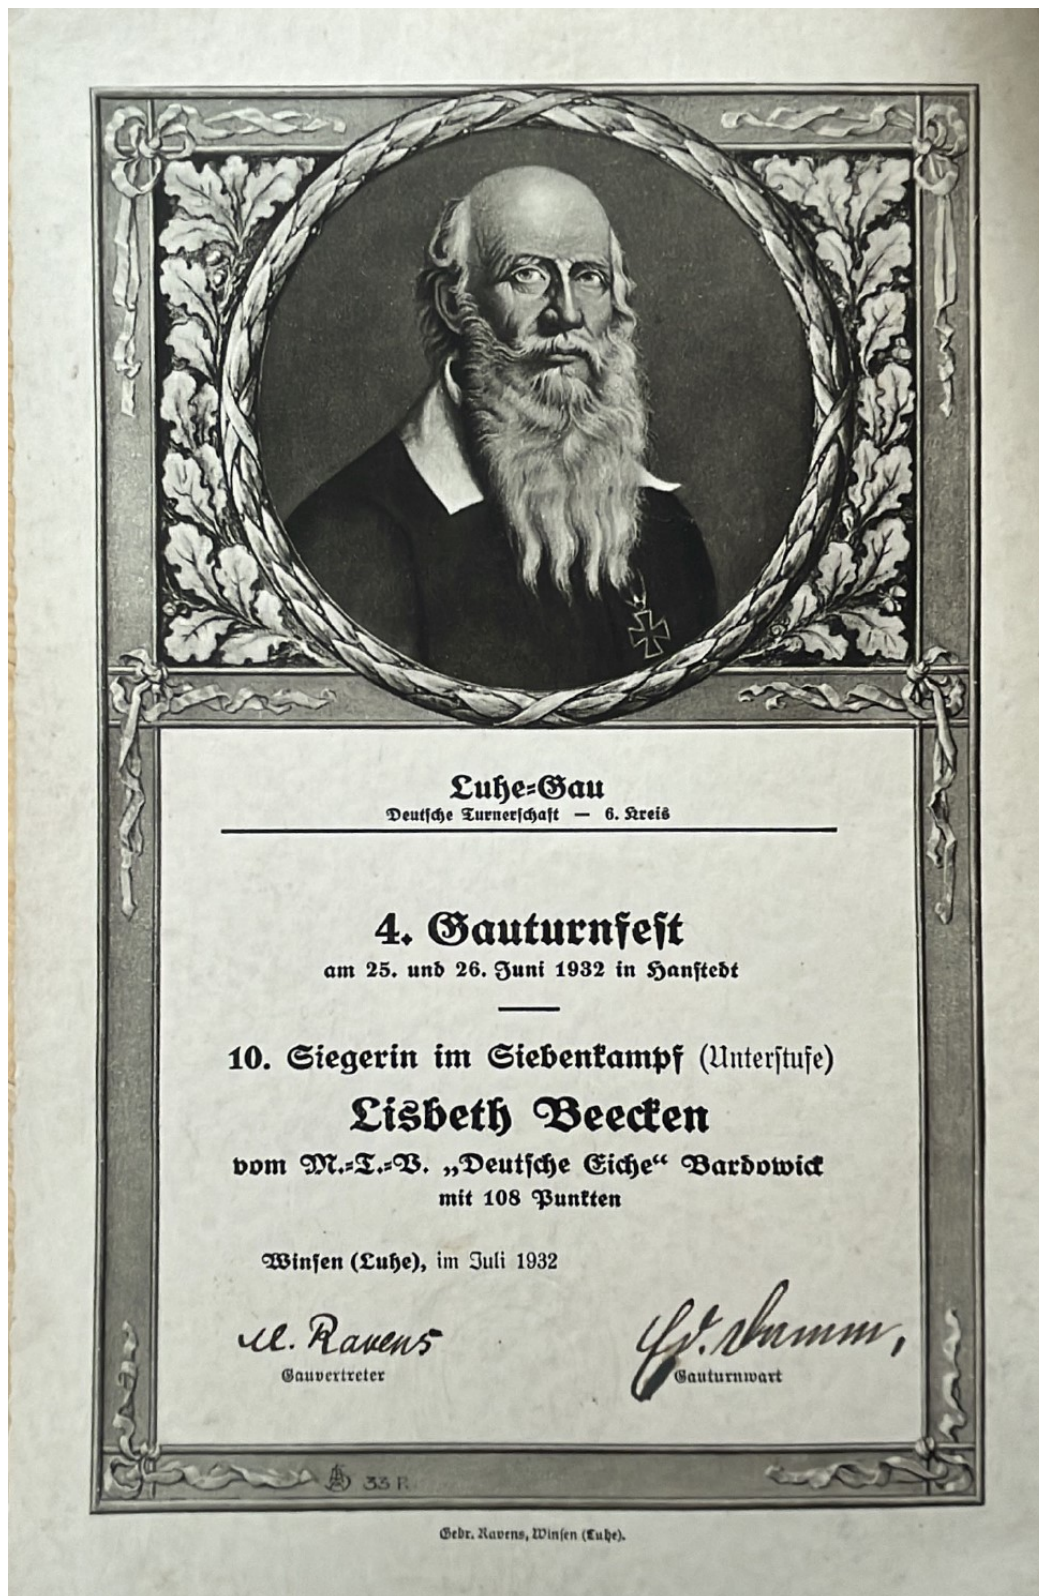 Luhe-Gau
Deutsche Turnerschaft — 6. Kreis
4. Gauturnfest
am 25. und 26. Juni 1932 in Hanstedt
10. Siegerin im Siebenkampf (Unterstufe)
Lisbeth Beecken
vom M.-T.-V. „Deutsche Eiche“ Bardowick
mit 108 Punkten
Winsen (Luhe), im Juli 1932
M. Ravens
Gauvertreter
Ed. Damm,
Gauturnwart
33 P.
Gebr. Ravens, Winsen (Luhe).